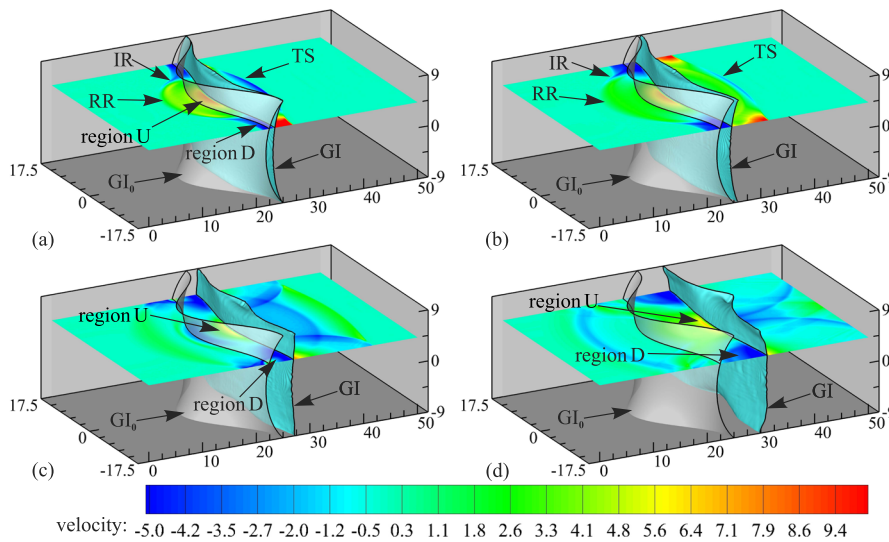 IR
TS
RR
region U
region D
GI
GI₀
9
0
-9
17.5
-17.5
0 10 20 30 40 50
(a)
IR
TS
RR
region U
region D
GI
GI₀
9
0
-9
17.5
-17.5
0 10 20 30 40 50
(b)
region U
region D
GI
GI₀
9
0
-9
17.5
-17.5
0 10 20 30 40 50
(c)
region U
region D
GI
GI₀
9
0
-9
17.5
-17.5
0 10 20 30 40 50
(d)
velocity: -5.0 -4.2 -3.5 -2.7 -2.0 -1.2 -0.5 0.3 1.1 1.8 2.6 3.3 4.1 4.8 5.6 6.4 7.1 7.9 8.6 9.4